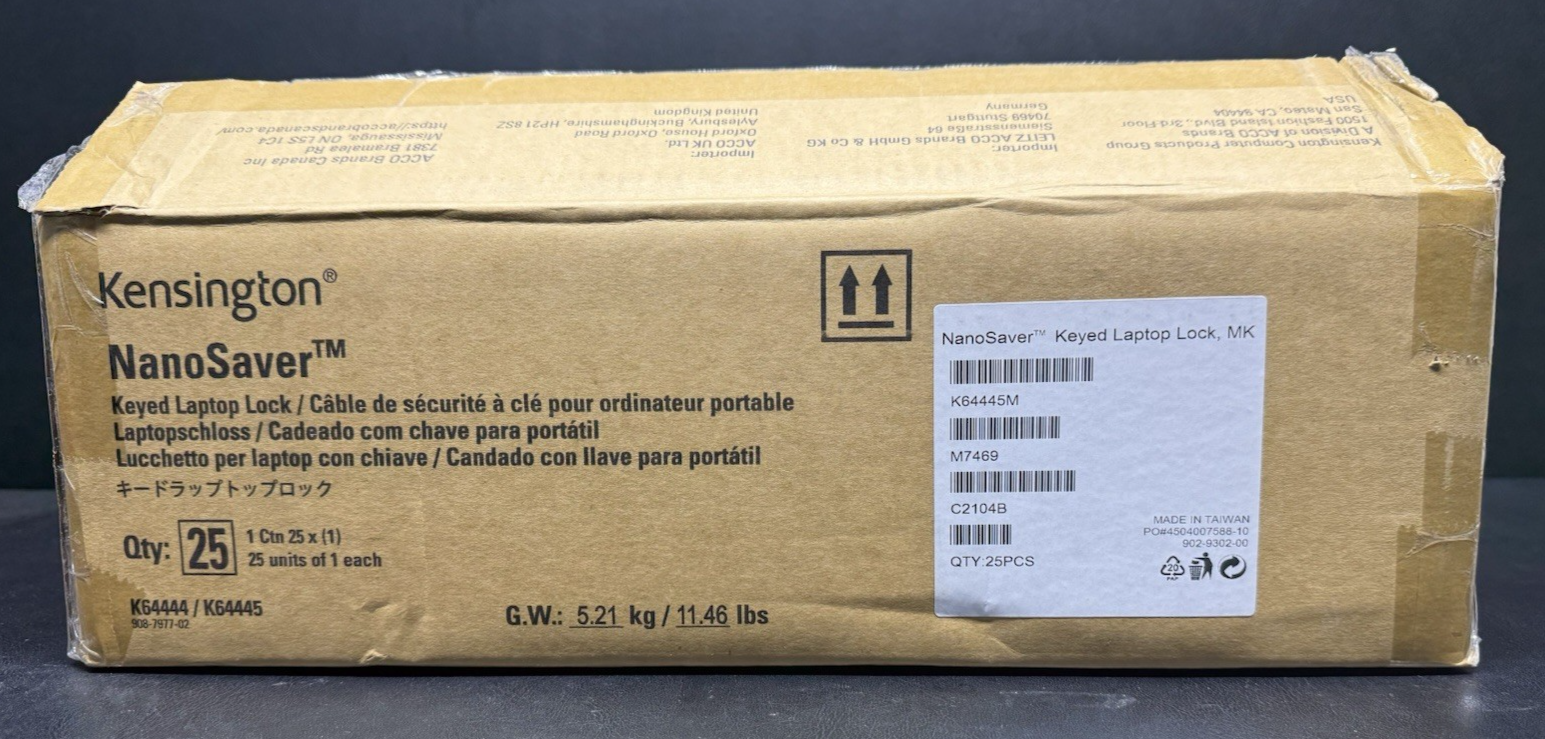 ACCO Brands Canada Inc
7381 Bramalea Rd
Mississauga, ON L5S 1C4
https://accobrandscanada.com/
Importer:
ACCO UK Ltd.
Oxford House, Oxford Road
Aylesbury, Buckinghamshire, HP21 8SZ
United Kingdom
Importer:
LEITZ ACCO Brands GmbH & Co KG
Siemensstraße 64
70469 Stuttgart
Germany
Kensington Computer Products Group
A Division of ACCO Brands
1500 Fashion Island Blvd., 3rd Floor
San Mateo, CA 94404
USA
Kensington®
NanoSaver™
Keyed Laptop Lock / Câble de sécurité à clé pour ordinateur portable
Laptopschloss / Cadeado com chave para portátil
Lucchetto per laptop con chiave / Candado con llave para portátil
キードラップトップロック
Qty: 25
1 Ctn 25 x (1)
25 units of 1 each
K64444 / K64445
908-7977-02
G.W.: 5.21 kg / 11.46 lbs
NanoSaver™ Keyed Laptop Lock, MK
K64445M
M7469
C2104B
QTY:25PCS
MADE IN TAIWAN
PO#4504007588-10
902-9302-00
20
PAP